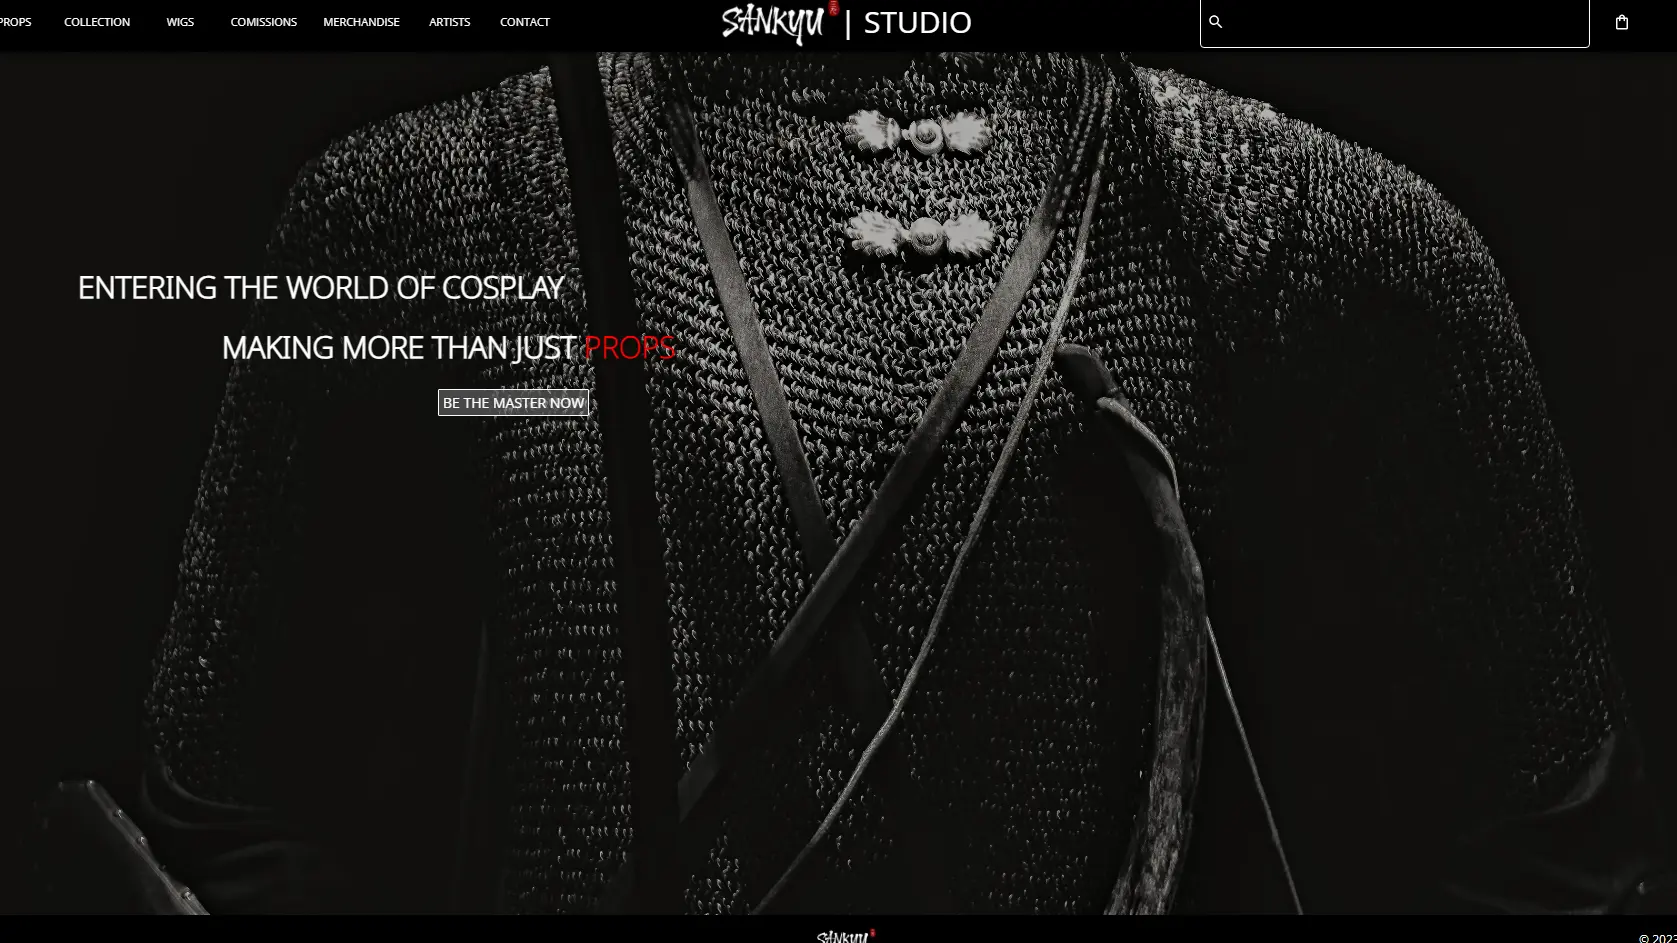 PROPS COLLECTION WIGS COMISSIONS MERCHANDISE ARTISTS CONTACT
SANKYU | STUDIO
ENTERING THE WORLD OF COSPLAY
MAKING MORE THAN JUST PROPS
BE THE MASTER NOW
SANKYU
© 2023